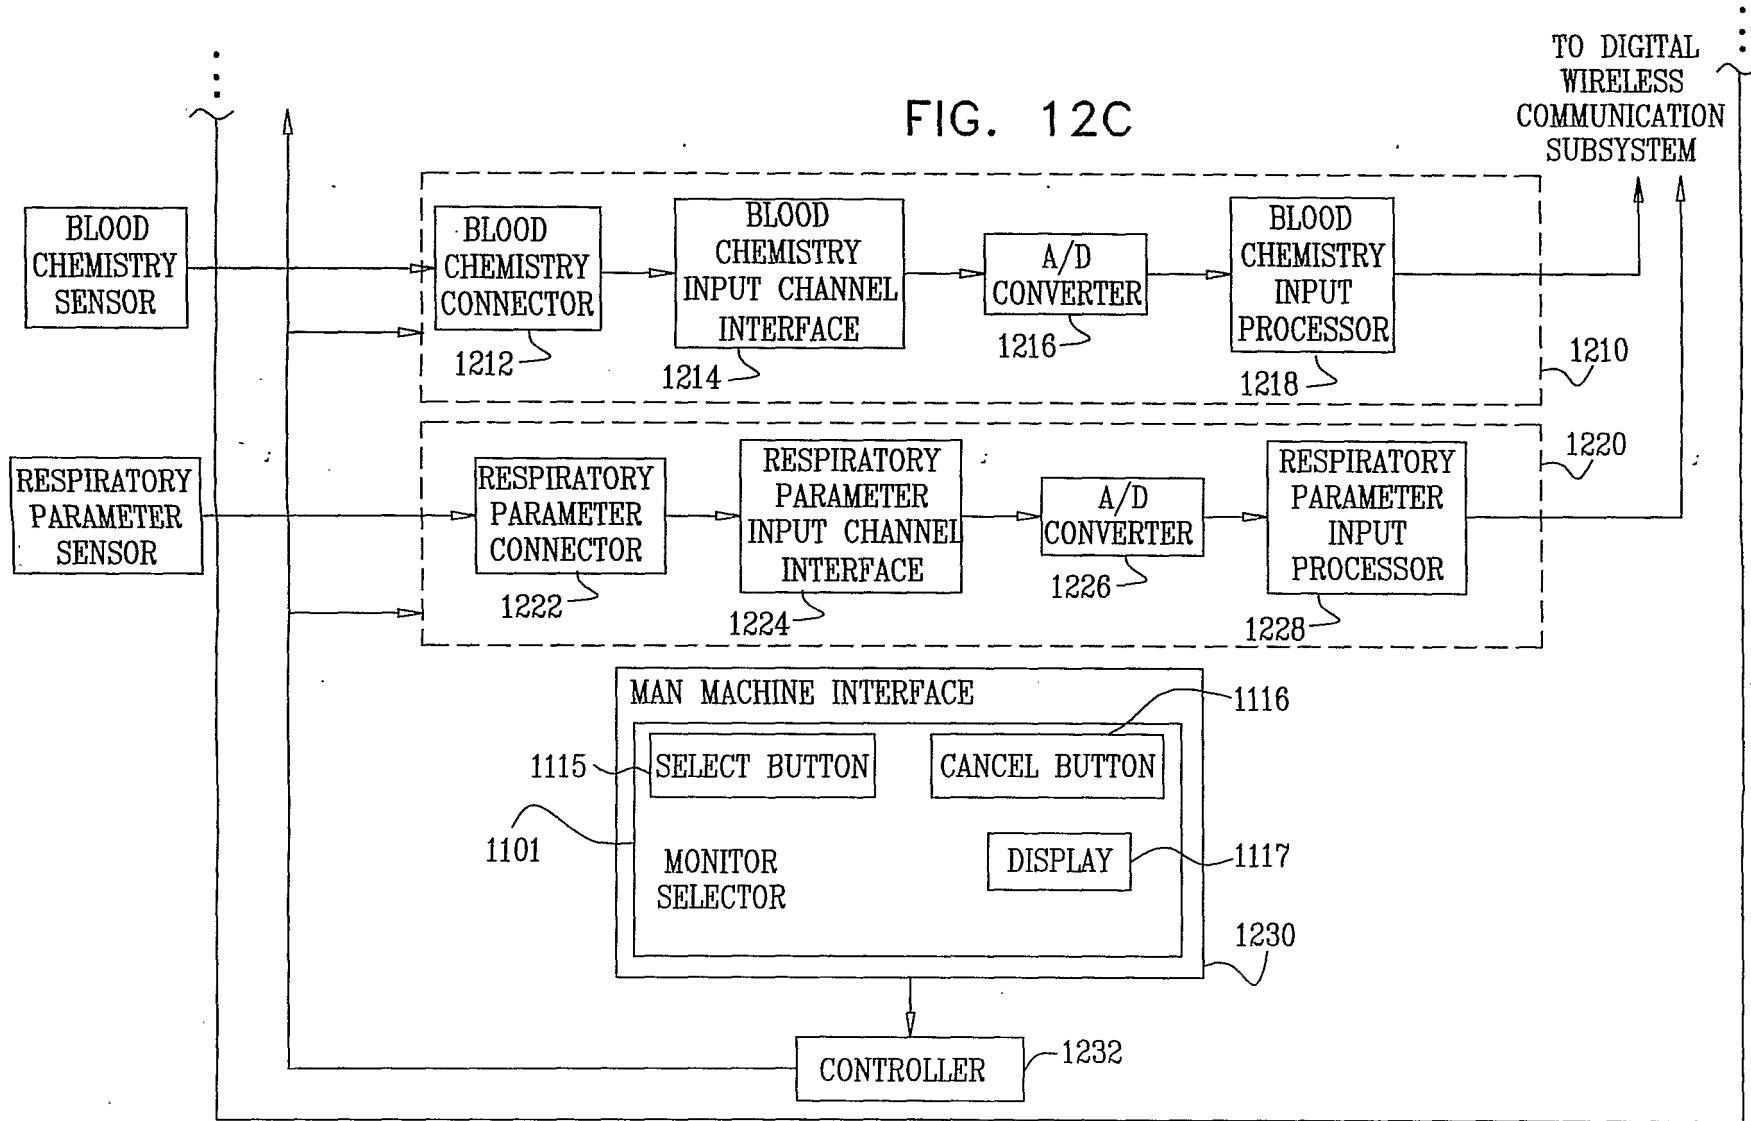 FIG. 12C
TO DIGITAL
WIRELESS
COMMUNICATION
SUBSYSTEM
BLOOD
CHEMISTRY
SENSOR
BLOOD
CHEMISTRY
CONNECTOR
1212
BLOOD
CHEMISTRY
INPUT CHANNEL
INTERFACE
1214
A/D
CONVERTER
1216
BLOOD
CHEMISTRY
INPUT
PROCESSOR
1218
1210
RESPIRATORY
PARAMETER
SENSOR
RESPIRATORY
PARAMETER
CONNECTOR
1222
RESPIRATORY
PARAMETER
INPUT CHANNEL
INTERFACE
1224
A/D
CONVERTER
1226
RESPIRATORY
PARAMETER
INPUT
PROCESSOR
1228
1220
MAN MACHINE INTERFACE
1116
1115
SELECT BUTTON
CANCEL BUTTON
1101
MONITOR
SELECTOR
DISPLAY
1117
1230
CONTROLLER
1232